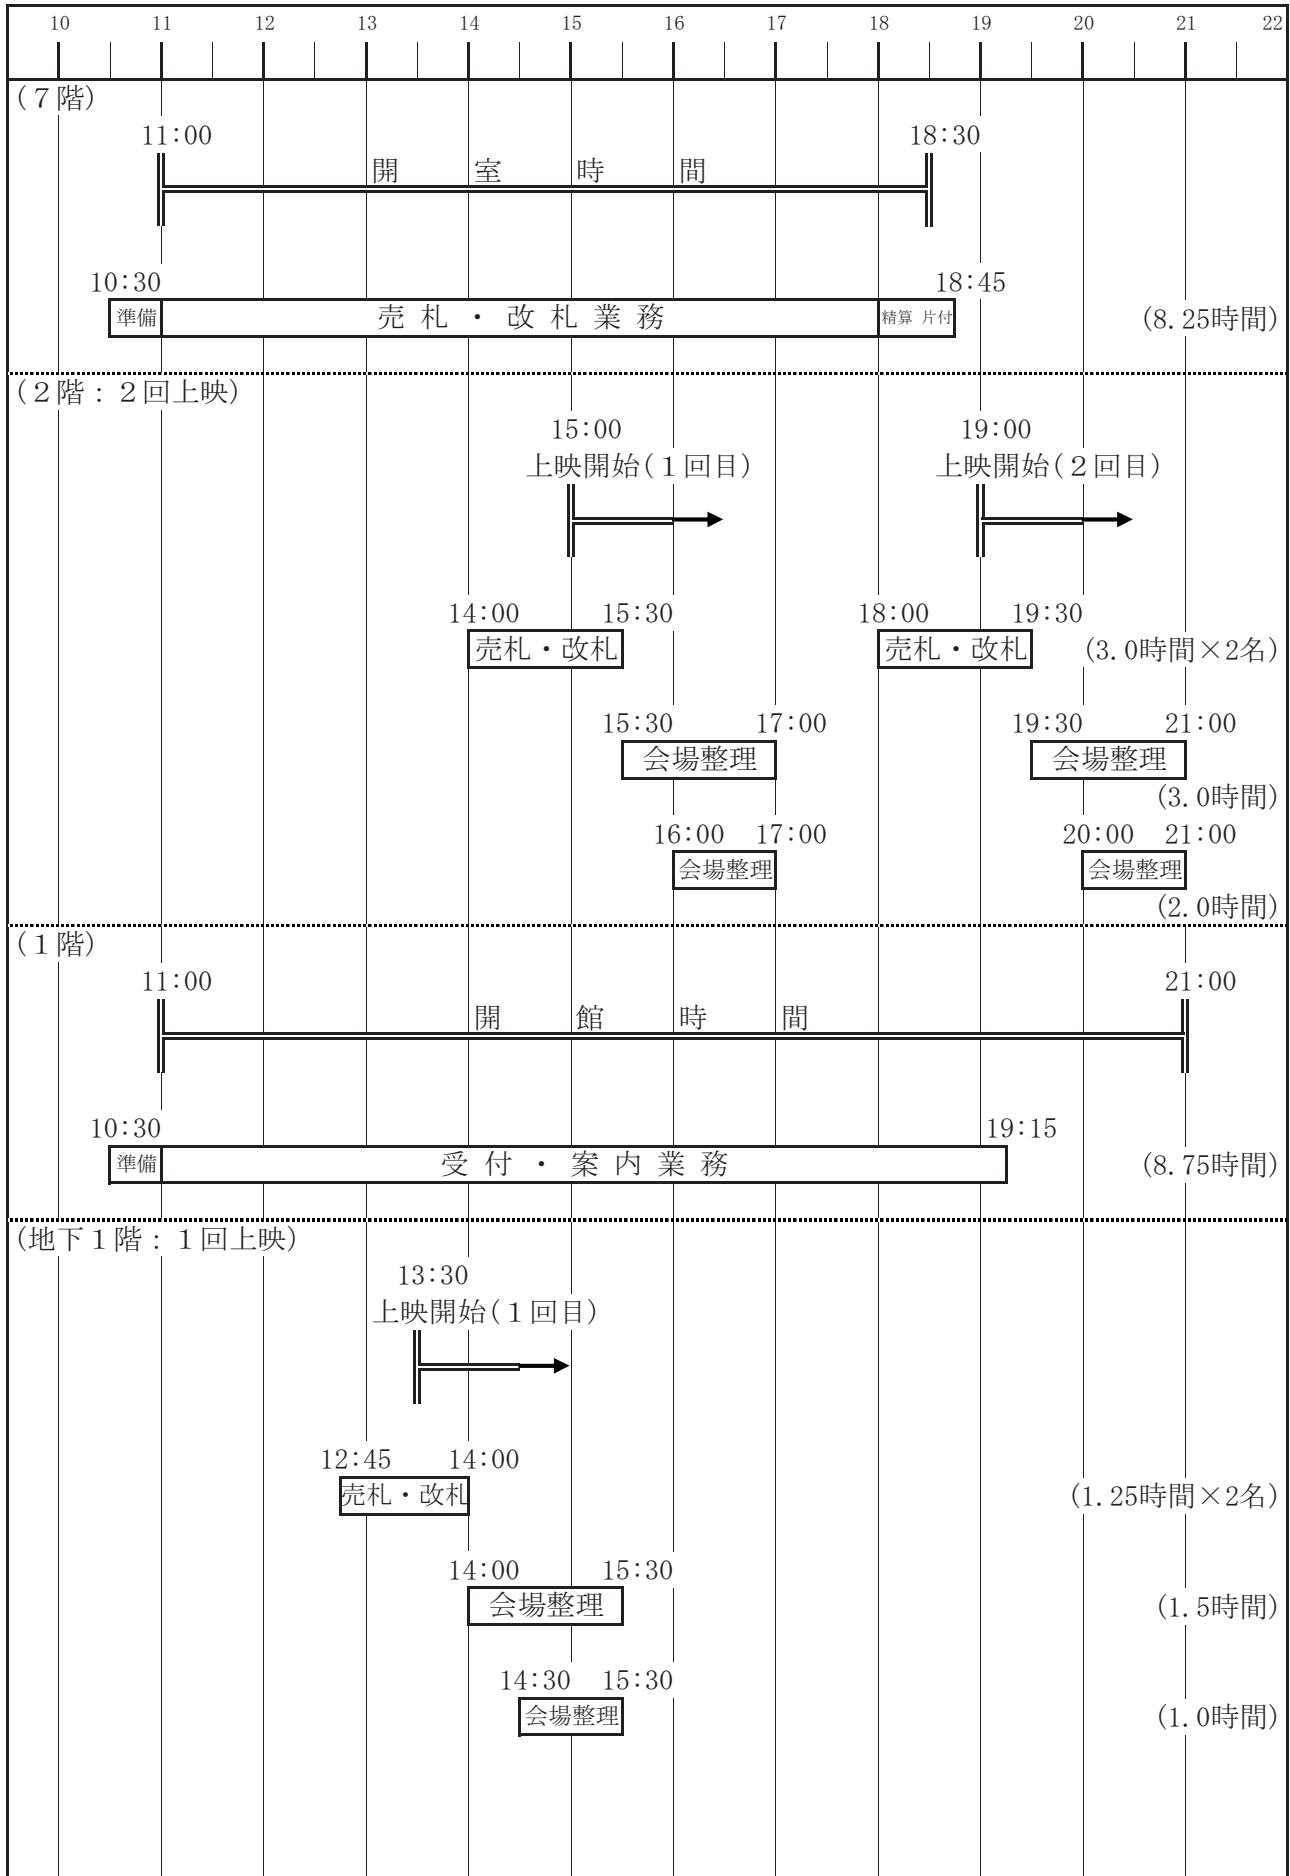 10 11 12 13 14 15 16 17 18 19 20 21 22
(７階)
11:00 18:30
開 室 時 間
10:30 18:45
準備 売 札 ・ 改 札 業 務 精算 片付 (8.25時間)
(２階：２回上映)
15:00 19:00
上映開始(１回目) 上映開始(２回目)
14:00 15:30 18:00 19:30
売札・改札 売札・改札 (3.0時間×2名)
15:30 17:00 19:30 21:00
会場整理 会場整理
(3.0時間)
16:00 17:00 20:00 21:00
会場整理 会場整理
(2.0時間)
(１階)
11:00 21:00
開 館 時 間
10:30 19:15
準備 受 付 ・ 案 内 業 務 (8.75時間)
(地下１階：１回上映)
13:30
上映開始(１回目)
12:45 14:00
売札・改札 (1.25時間×2名)
14:00 15:30
会場整理 (1.5時間)
14:30 15:30
会場整理 (1.0時間)